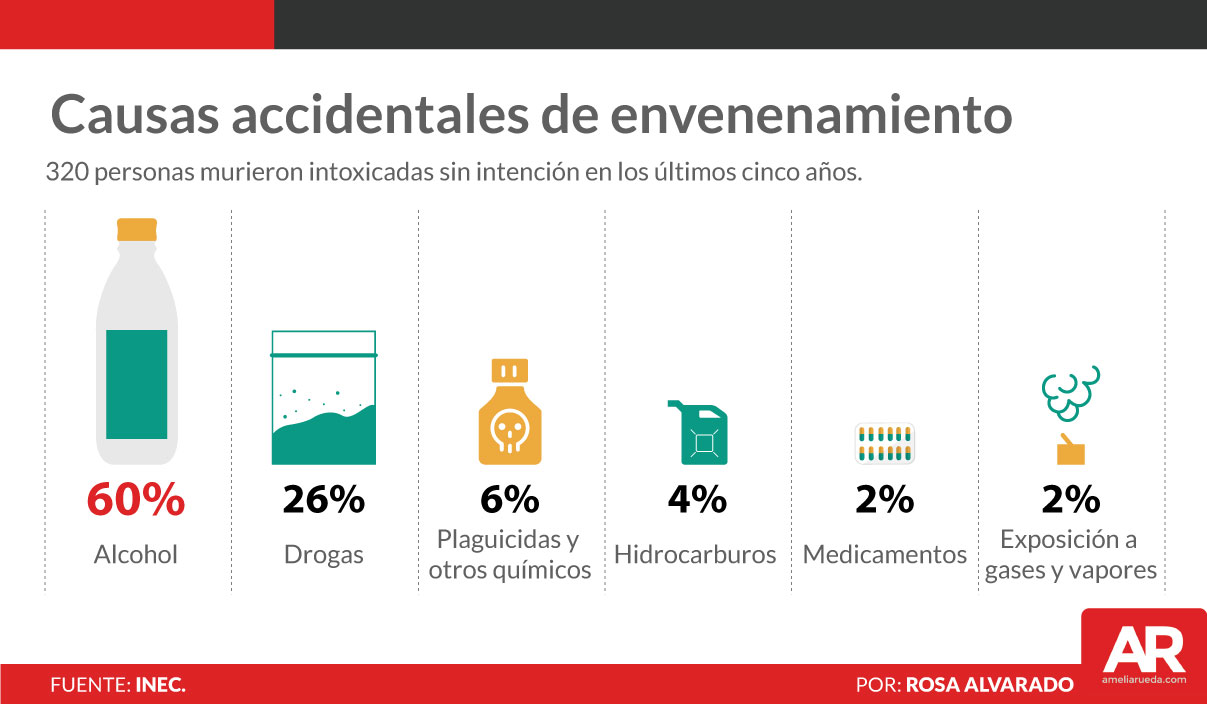 Causas accidentales de envenenamiento
320 personas murieron intoxicadas sin intención en los últimos cinco años.
60%
Alcohol
26%
Drogas
6%
Plaguicidas y
otros químicos
4%
Hidrocarburos
2%
Medicamentos
2%
Exposición a
gases y vapores
FUENTE: INEC.
POR: ROSA ALVARADO
AR
ameliarueda.com